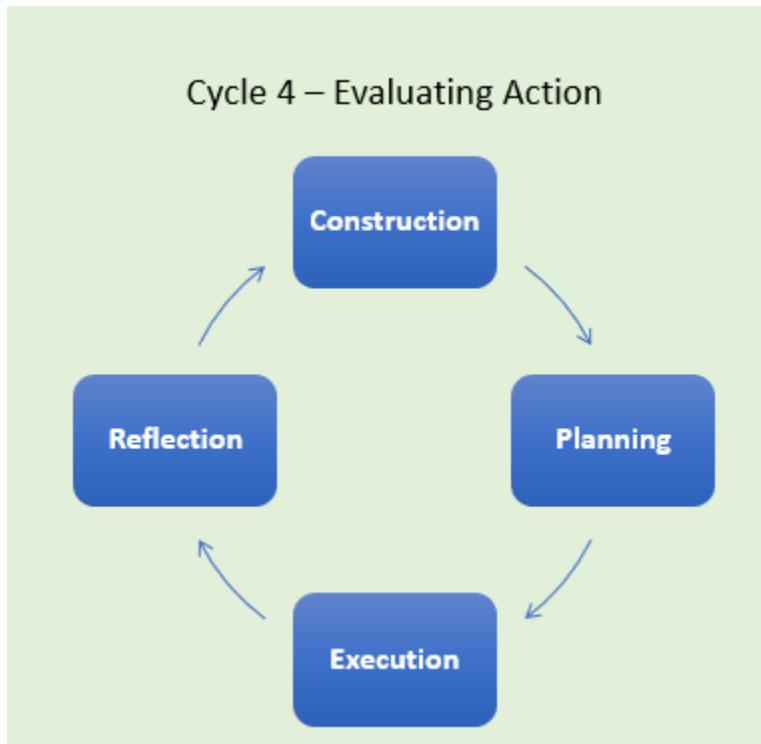 Cycle 4 – Evaluating Action
Construction
Planning
Execution
Reflection